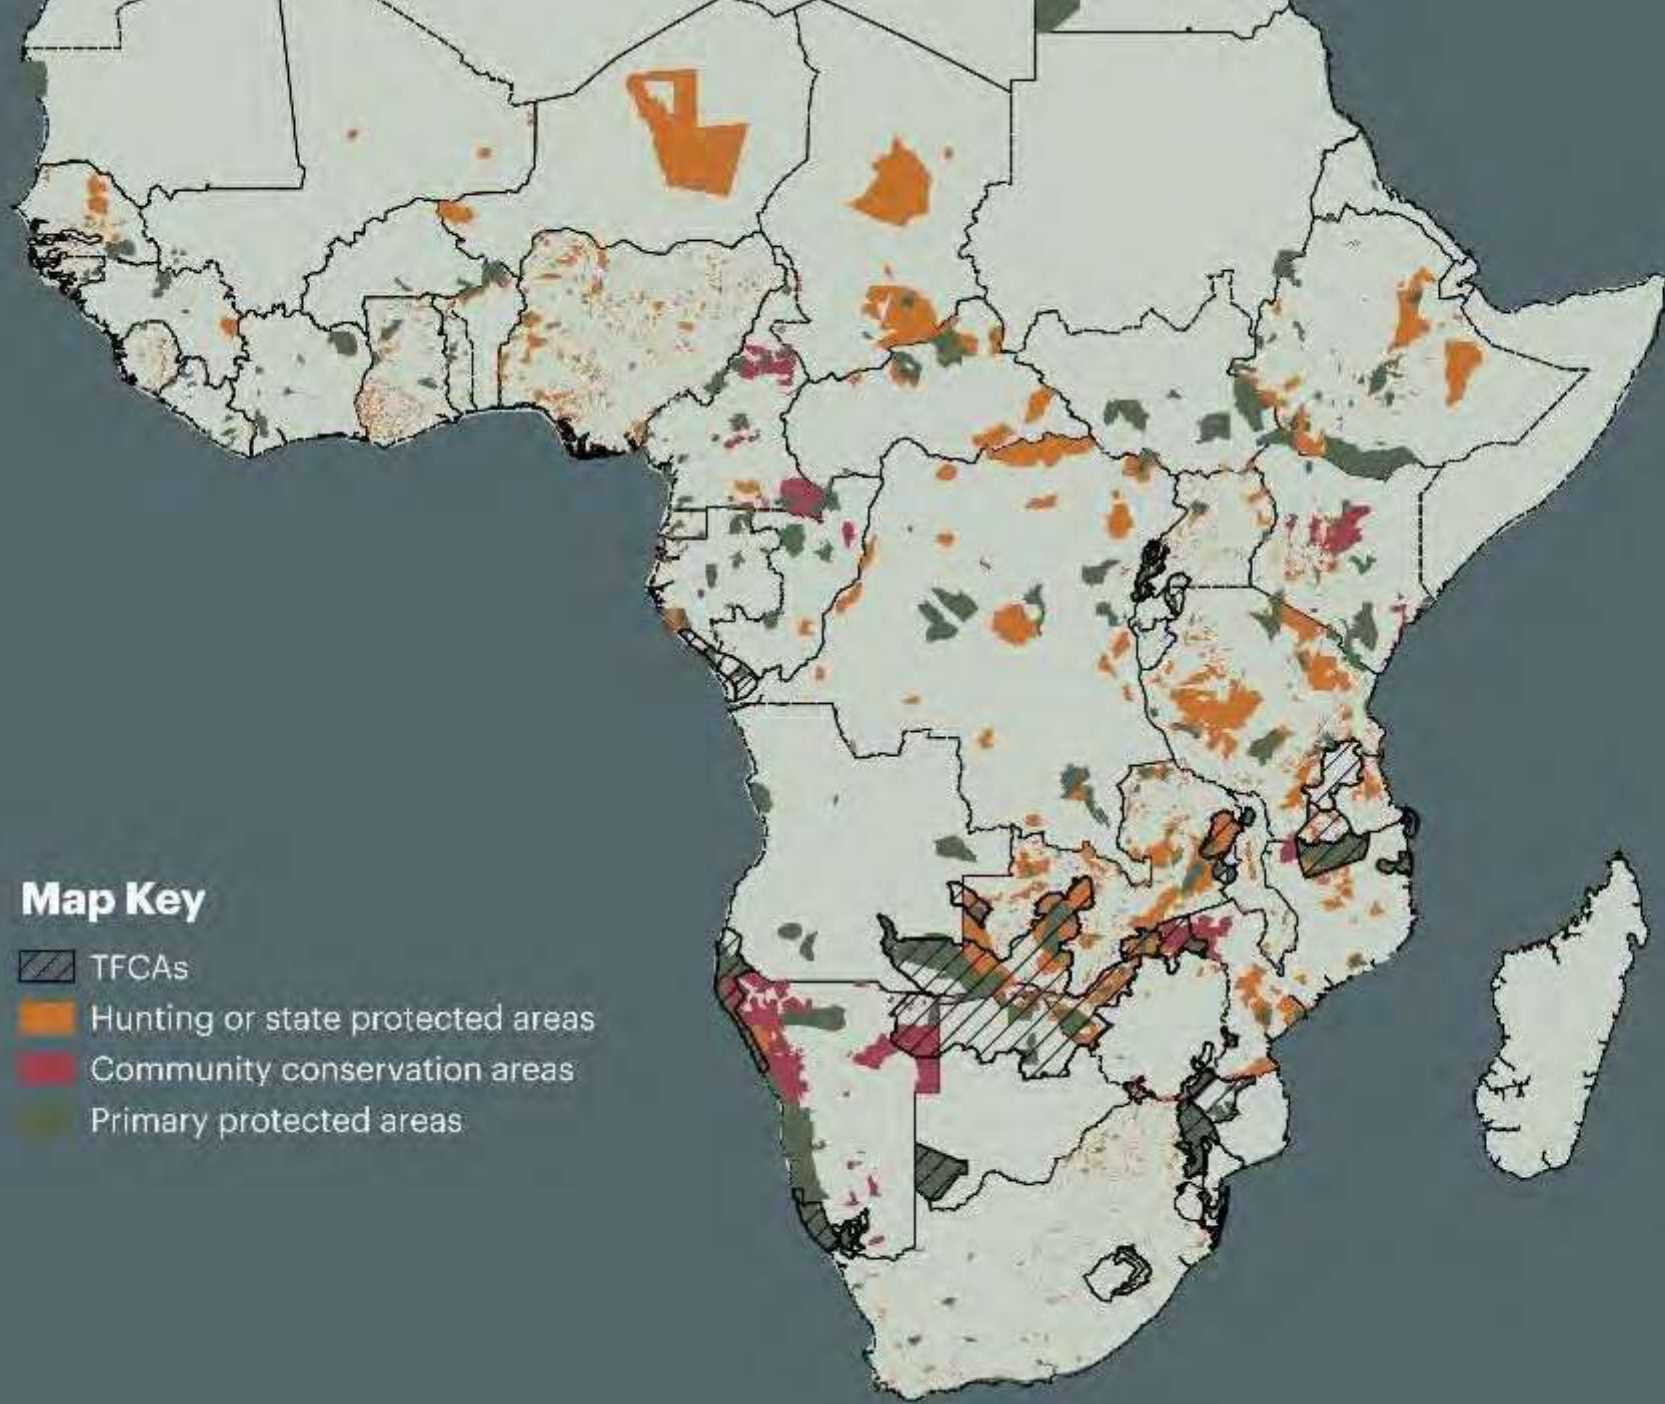 Map Key
TFCAs
Hunting or state protected areas
Community conservation areas
Primary protected areas